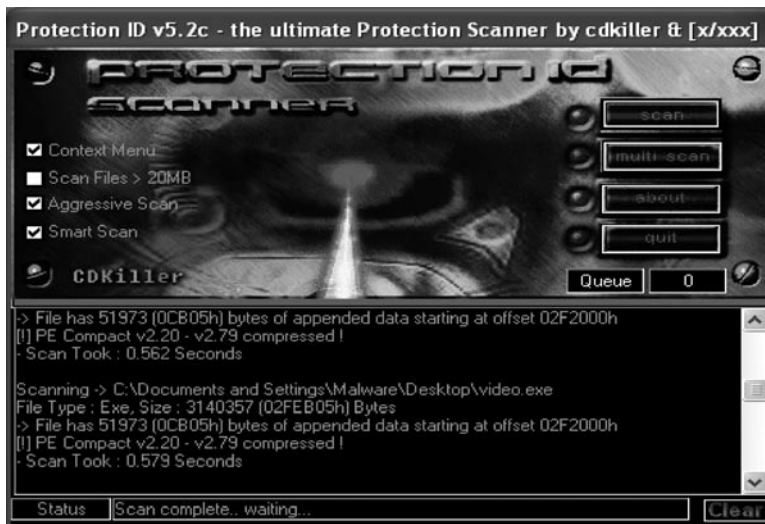 Protection ID v5.2c - the ultimate Protection Scanner by cdkiller & [x/xxx]
PROTECTION ID
SCANNER
scan
Context Menu
multi scan
Scan Files > 20MB
Aggressive Scan
about
Smart Scan
quit
CDKiller
Queue 0
-> File has 51973 (0CB05h) bytes of appended data starting at offset 02F2000h
[!] PE Compact v2.20 - v2.79 compressed !
- Scan Took : 0.562 Seconds
Scanning -> C:\Documents and Settings\Malware\Desktop\video.exe
File Type : Exe, Size : 3140357 (02FEB05h) Bytes
-> File has 51973 (0CB05h) bytes of appended data starting at offset 02F2000h
[!] PE Compact v2.20 - v2.79 compressed !
- Scan Took : 0.579 Seconds
Status Scan complete.. waiting... Clear